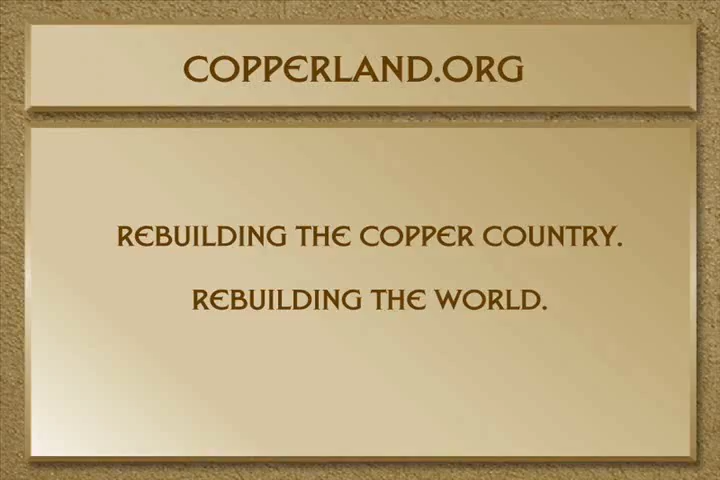 COPPERLAND.ORG
REBUILDING THE COPPER COUNTRY.
REBUILDING THE WORLD.